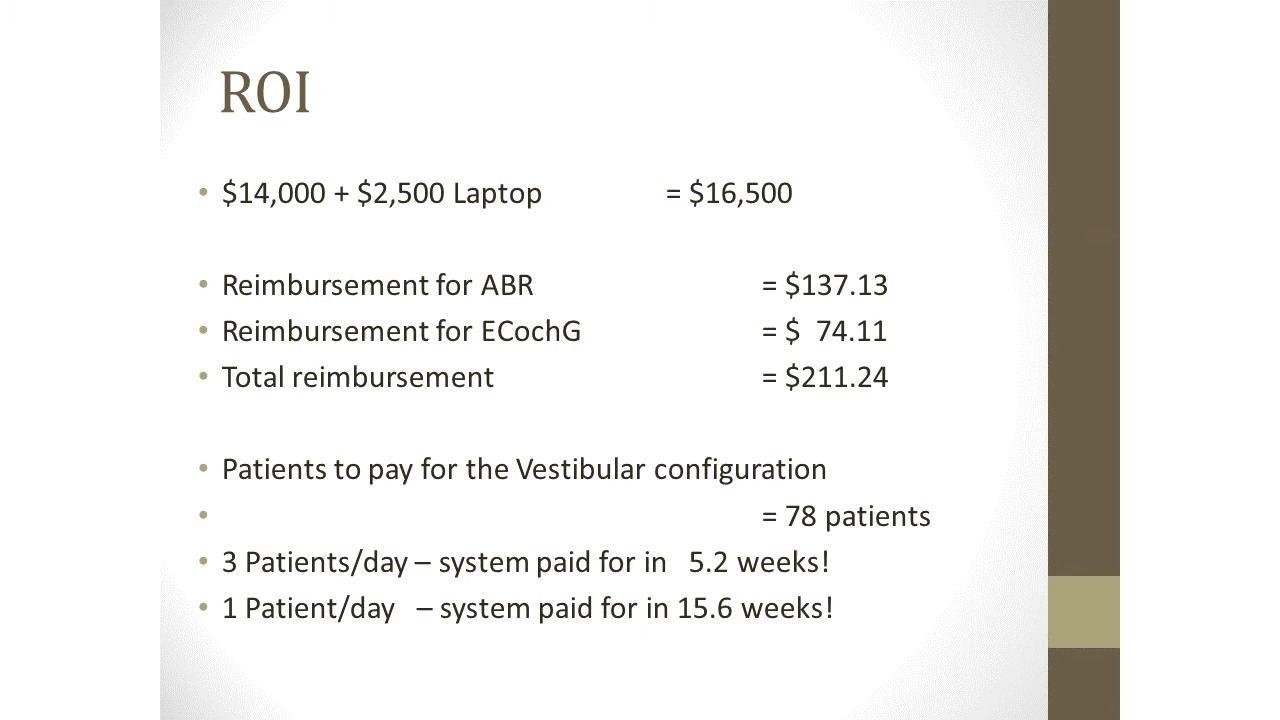 ROI
• $14,000 + $2,500 Laptop = $16,500
• Reimbursement for ABR = $137.13
• Reimbursement for ECochG = $ 74.11
• Total reimbursement = $211.24
• Patients to pay for the Vestibular configuration
• = 78 patients
• 3 Patients/day – system paid for in 5.2 weeks!
• 1 Patient/day – system paid for in 15.6 weeks!